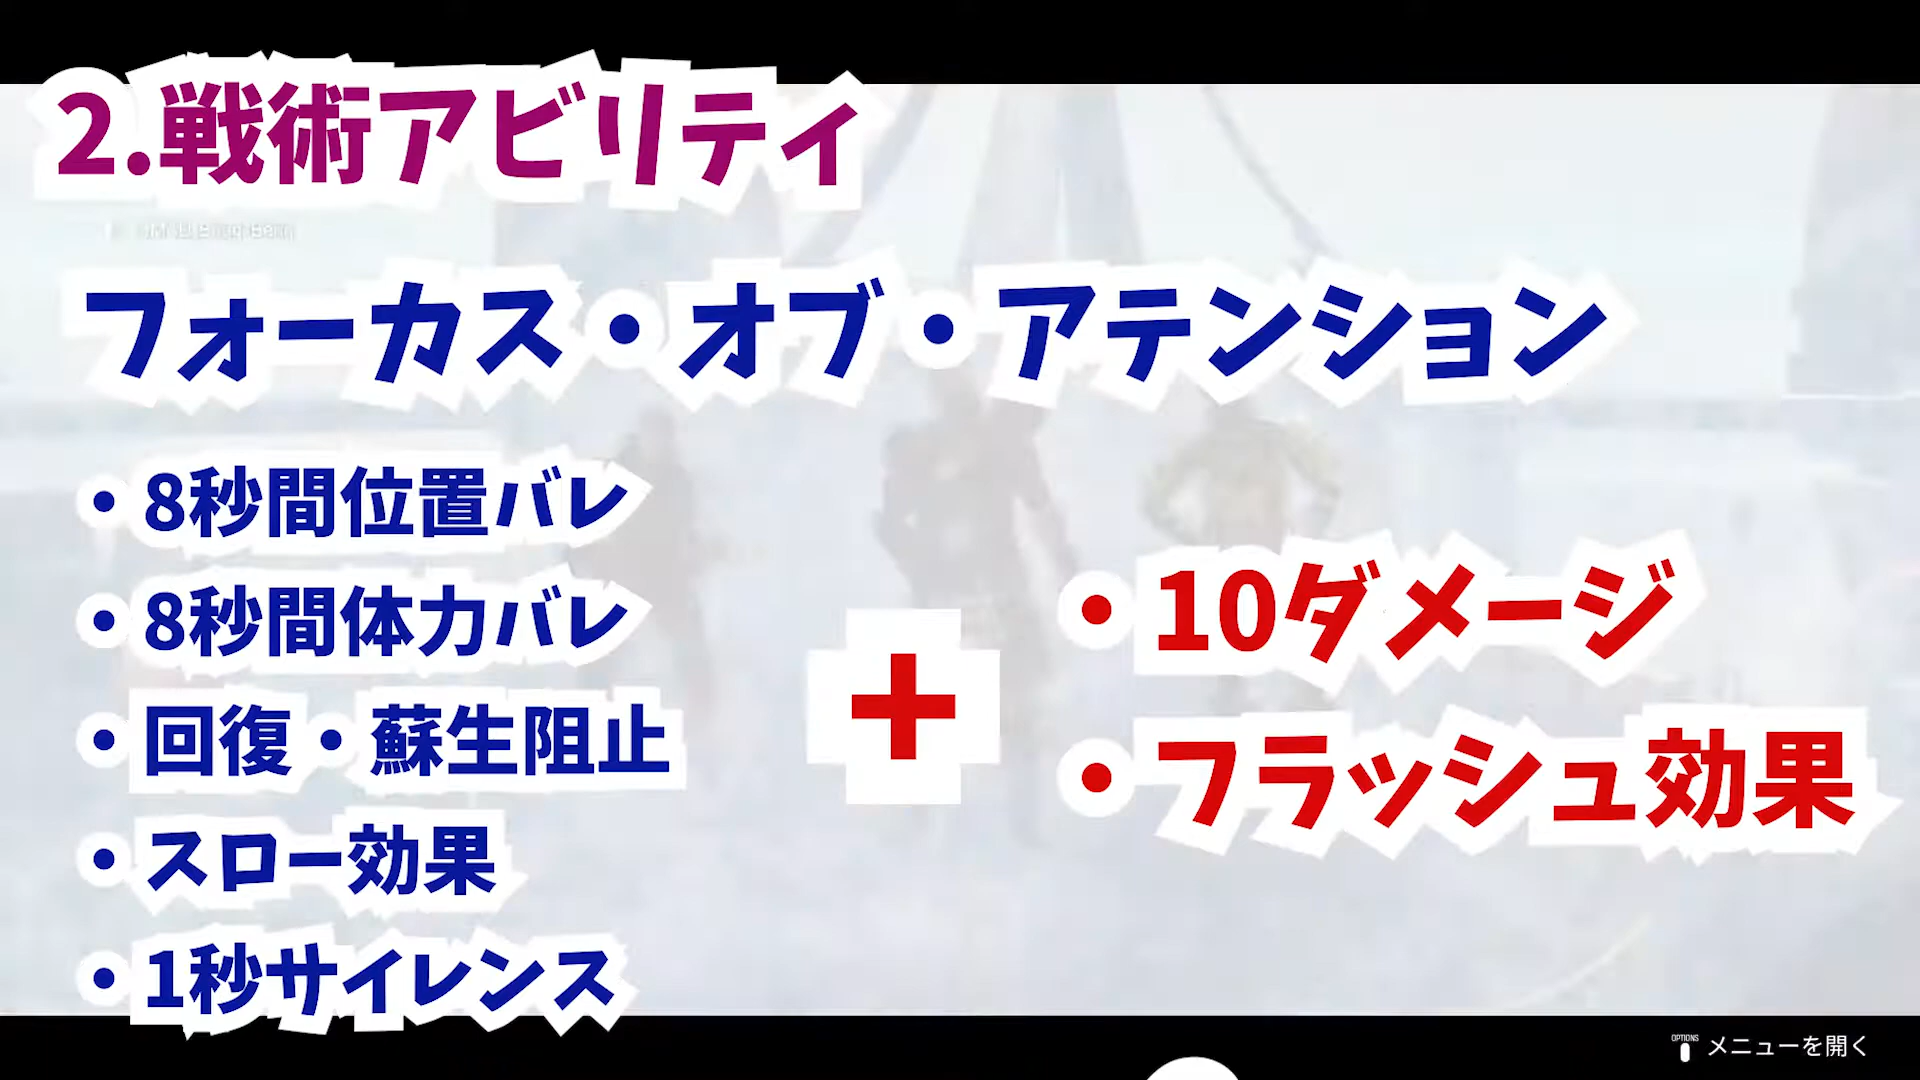 2.戦術アビリティ
フォーカス・オブ・アテンション
・8秒間位置バレ
・8秒間体力バレ
・回復・蘇生阻止
・スロー効果
・1秒サイレンス
+
・10ダメージ
・フラッシュ効果
OPTIONS メニューを開く